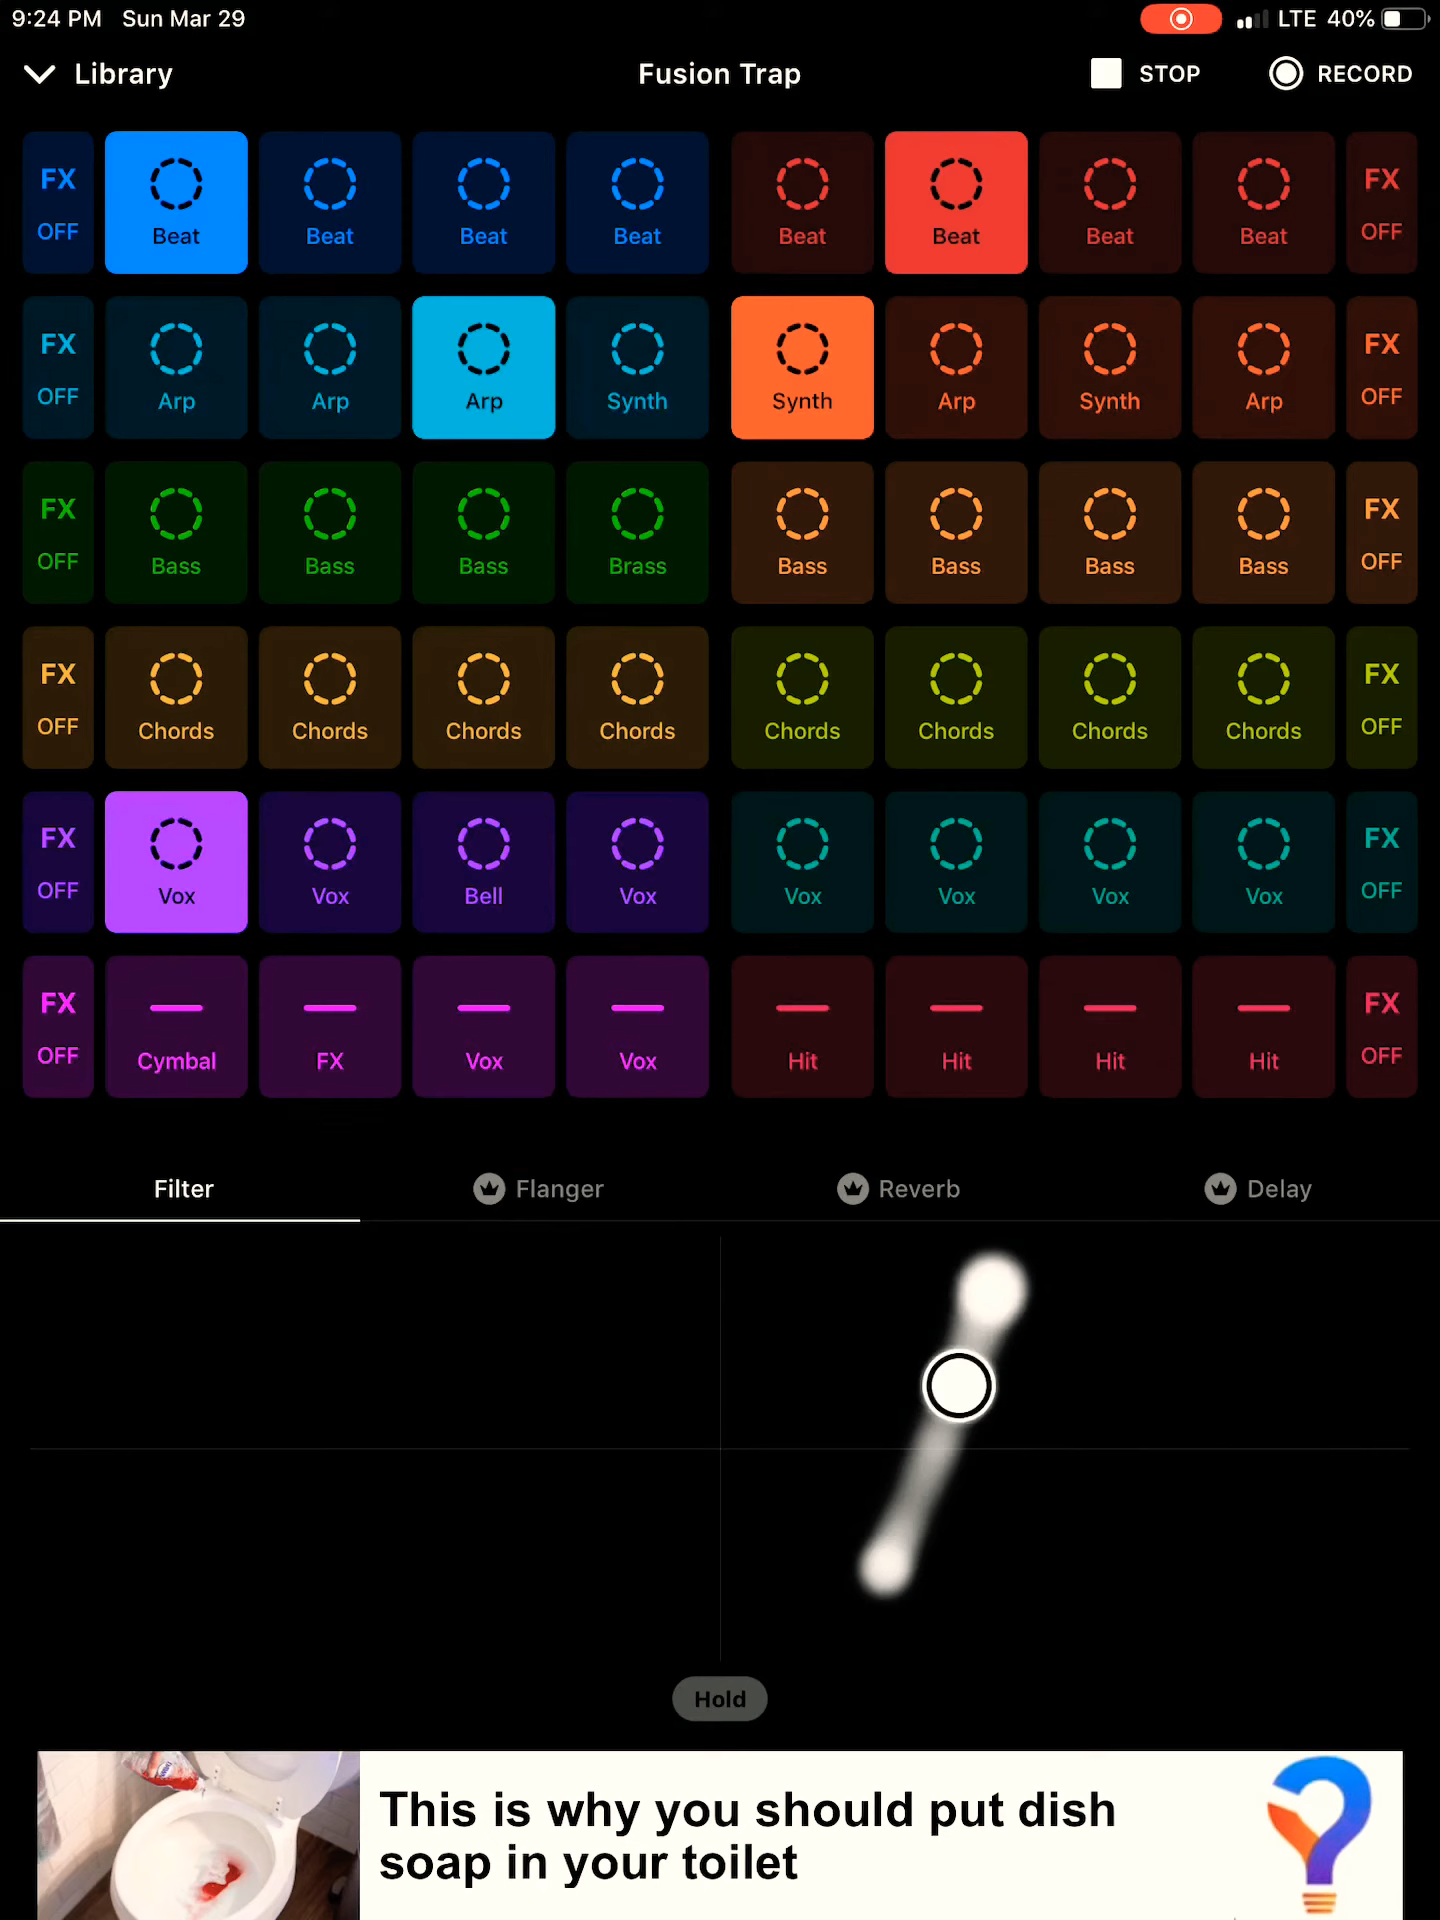 9:24 PM Sun Mar 29 LTE 40%
Library Fusion Trap STOP RECORD
FX Beat Beat Beat Beat Beat Beat Beat Beat FX
OFF OFF
FX Arp Arp Arp Synth Synth Arp Synth Arp FX
OFF OFF
FX Bass Bass Bass Brass Bass Bass Bass Bass FX
OFF OFF
FX Chords Chords Chords Chords Chords Chords Chords Chords FX
OFF OFF
FX Vox Vox Bell Vox Vox Vox Vox Vox FX
OFF OFF
FX Cymbal FX Vox Vox Hit Hit Hit Hit FX
OFF OFF
Filter Flanger Reverb Delay
Hold
This is why you should put dish
soap in your toilet